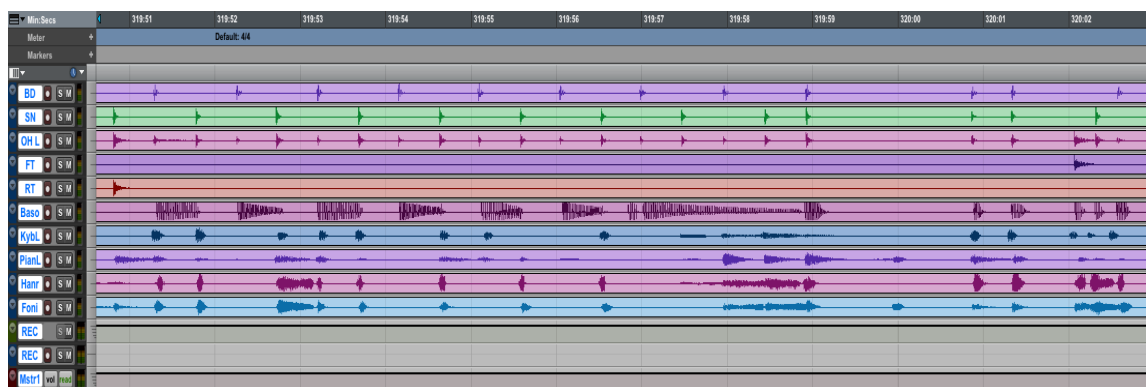 Min:Secs 319:51 319:52 319:53 319:54 319:55 319:56 319:57 319:58 319:59 320:00 320:01 320:02
Meter + Default: 4/4
Markers +
BD S M
SN S M
OH L S M
FT S M
RT S M
Baso S M
KybL S M
PianL S M
Hanr S M
Foni S M
REC S M
REC S M
Mstr1 vol read